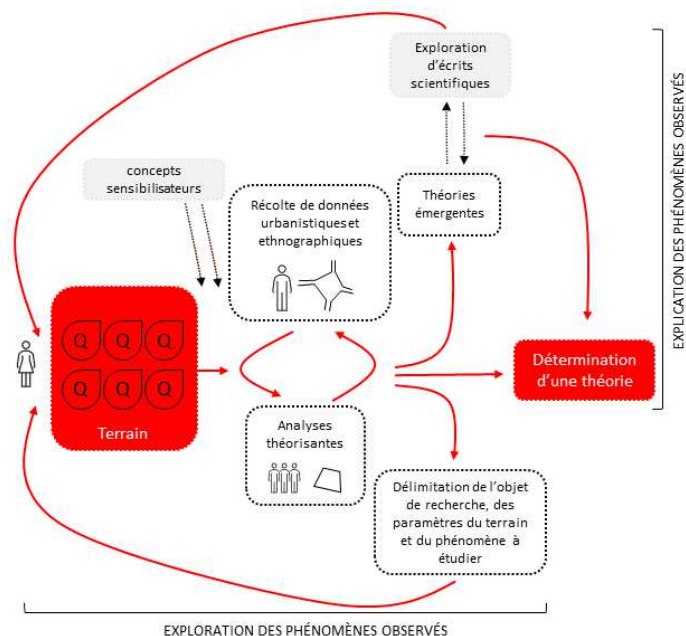 Exploration
d'écrits
scientifiques
concepts
sensibilisateurs
Récolte de données
urbanistiques et
ethnographiques
Théories
émergentes
Q Q Q
Q Q Q
Terrain
Détermination
d'une théorie
Analyses
théorisantes
Délimitation de l'objet
de recherche, des
paramètres du terrain
et du phénomène à
étudier
EXPLORATION DES PHÉNOMÈNES OBSERVÉS
EXPLICATION DES PHÉNOMÈNES OBSERVÉS